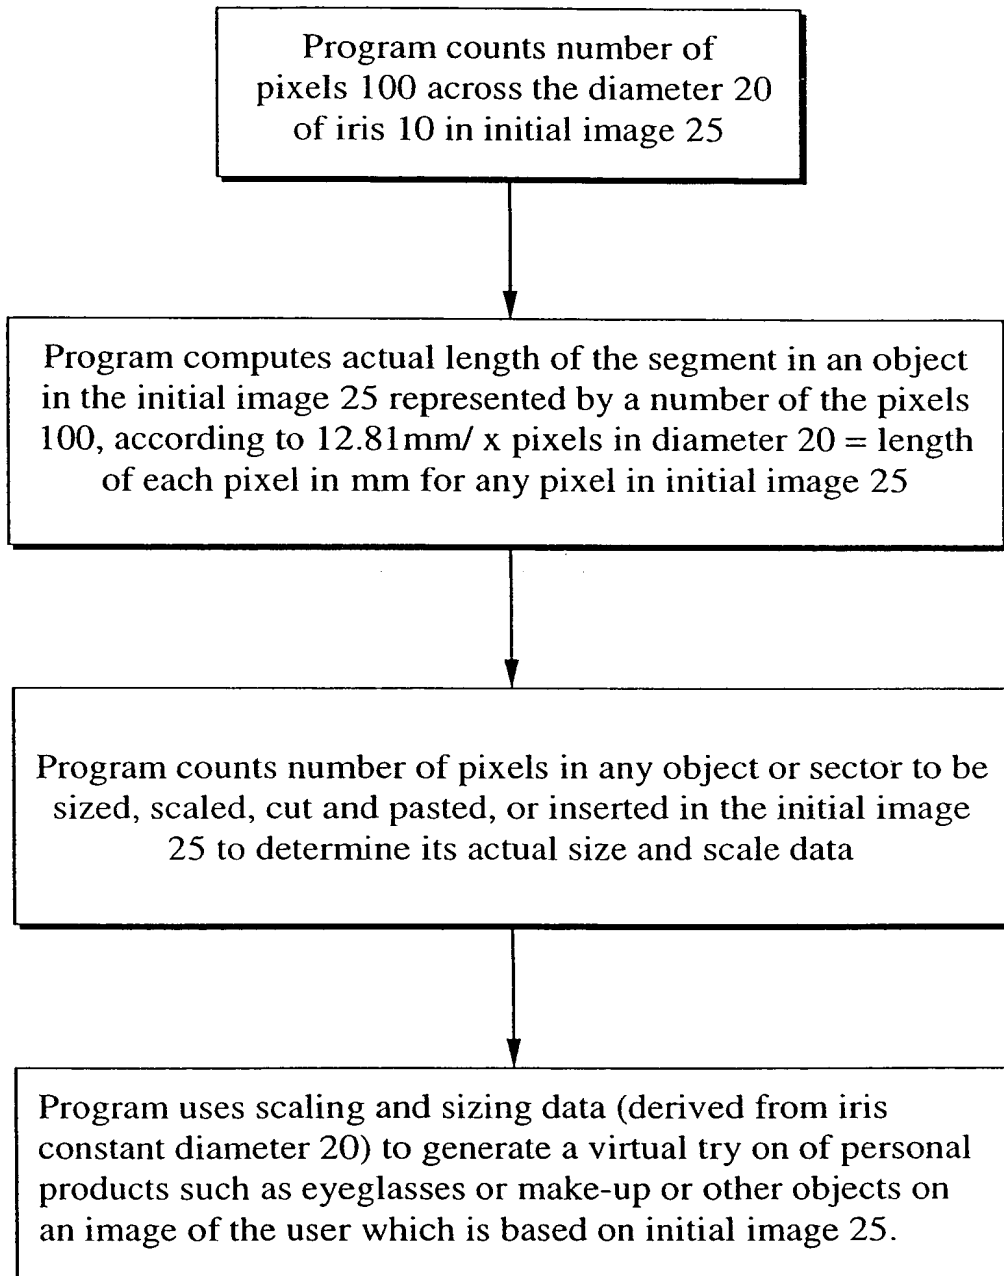 Program counts number of
pixels 100 across the diameter 20
of iris 10 in initial image 25
Program computes actual length of the segment in an object
in the initial image 25 represented by a number of the pixels
100, according to 12.81mm/ x pixels in diameter 20 = length
of each pixel in mm for any pixel in initial image 25
Program counts number of pixels in any object or sector to be
sized, scaled, cut and pasted, or inserted in the initial image
25 to determine its actual size and scale data
Program uses scaling and sizing data (derived from iris
constant diameter 20) to generate a virtual try on of personal
products such as eyeglasses or make-up or other objects on
an image of the user which is based on initial image 25.